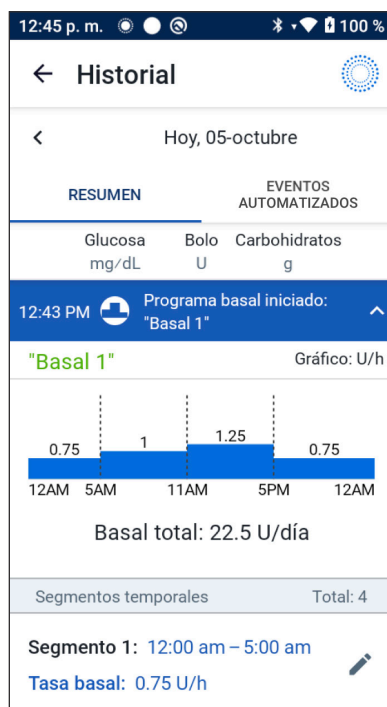 12:45 p. m. 100 %
Historial
Hoy, 05-octubre
RESUMEN
EVENTOS
AUTOMATIZADOS
Glucosa Bolo Carbohidratos
mg/dL U g
12:43 PM
Programa basal iniciado:
"Basal 1"
"Basal 1" Gráfico: U/h
0.75 1 1.25 0.75
12AM 5AM 11AM 5PM 12AM
Basal total: 22.5 U/día
Segmentos temporales Total: 4
Segmento 1: 12:00 am – 5:00 am
Tasa basal: 0.75 U/h